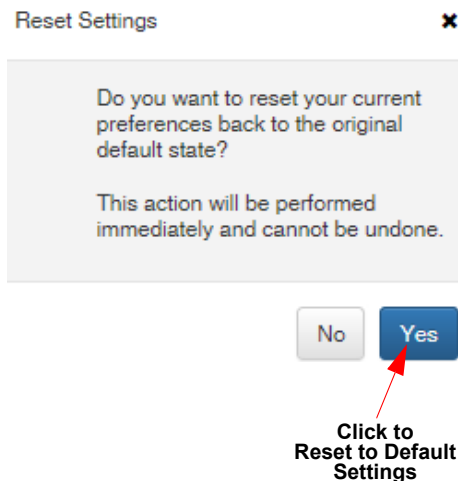 Reset Settings
Do you want to reset your current
preferences back to the original
default state?
This action will be performed
immediately and cannot be undone.
No
Yes
Click to
Reset to Default
Settings